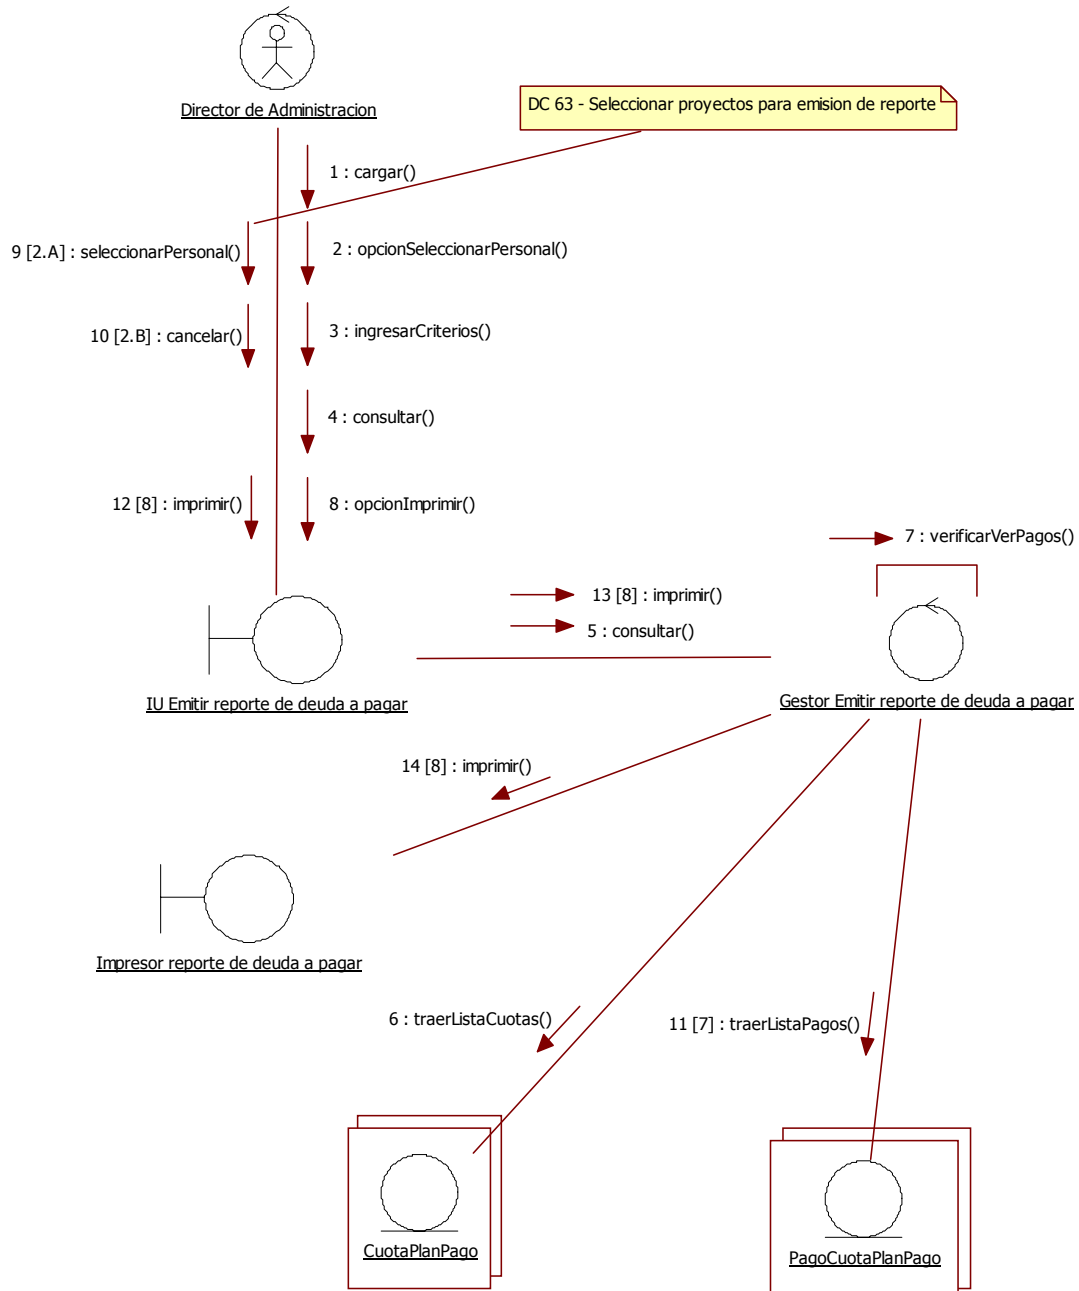 Director de Administracion
DC 63 - Seleccionar proyectos para emision de reporte
1 : cargar()
9 [2.A] : seleccionarPersonal()
2 : opcionSeleccionarPersonal()
10 [2.B] : cancelar()
3 : ingresarCriterios()
4 : consultar()
12 [8] : imprimir()
8 : opcionImprimir()
7 : verificarVerPagos()
13 [8] : imprimir()
5 : consultar()
IU Emitir reporte de deuda a pagar
Gestor Emitir reporte de deuda a pagar
14 [8] : imprimir()
Impresor reporte de deuda a pagar
6 : traerListaCuotas()
11 [7] : traerListaPagos()
CuotaPlanPago
PagoCuotaPlanPago